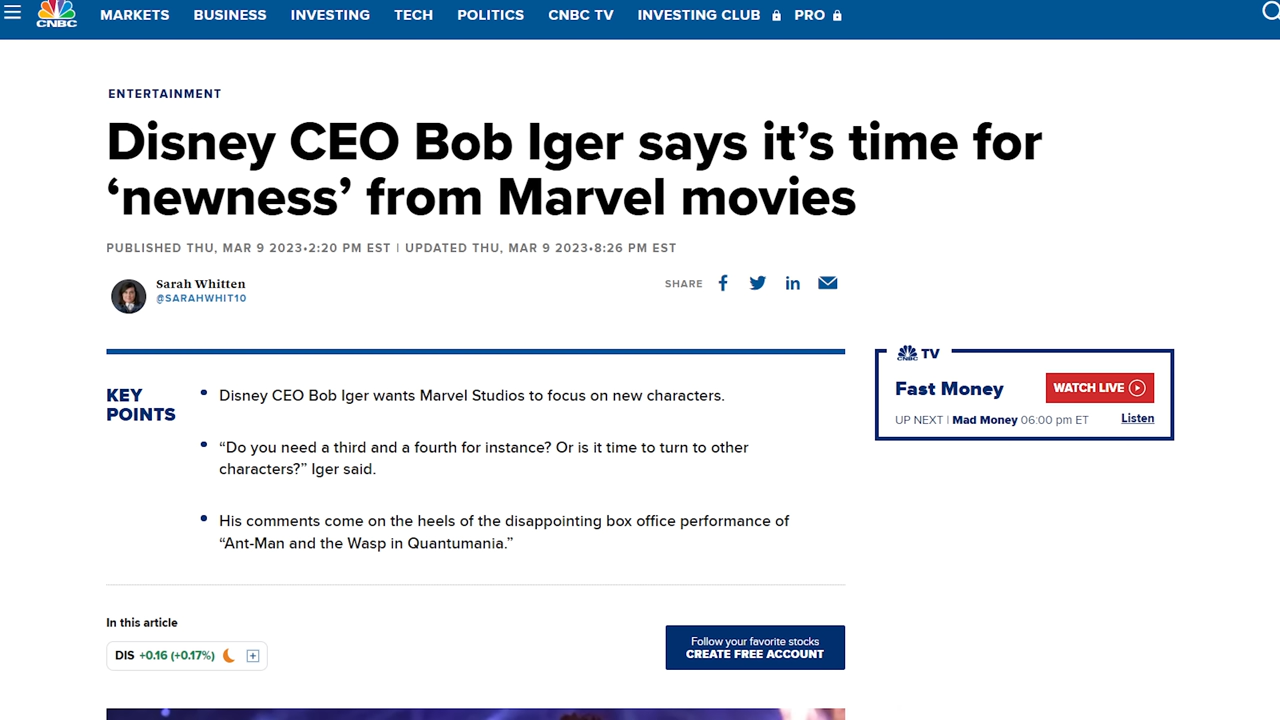 CNBC
MARKETS BUSINESS INVESTING TECH POLITICS CNBC TV INVESTING CLUB PRO
ENTERTAINMENT
Disney CEO Bob Iger says it’s time for
‘newness’ from Marvel movies
PUBLISHED THU, MAR 9 2023•2:20 PM EST | UPDATED THU, MAR 9 2023•8:26 PM EST
Sarah Whitten
@SARAHWHIT10
SHARE
KEY
POINTS
• Disney CEO Bob Iger wants Marvel Studios to focus on new characters.
• “Do you need a third and a fourth for instance? Or is it time to turn to other
characters?” Iger said.
• His comments come on the heels of the disappointing box office performance of
“Ant-Man and the Wasp in Quantumania.”
CNBC TV
Fast Money
WATCH LIVE
UP NEXT | Mad Money 06:00 pm ET
Listen
In this article
DIS +0.16 (+0.17%)
Follow your favorite stocks
CREATE FREE ACCOUNT